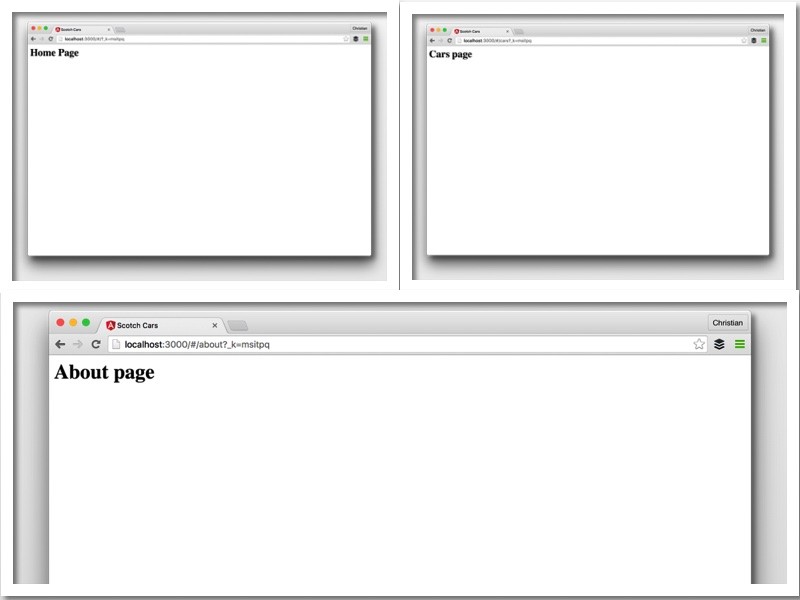 Scotch Cars
Christian
localhost:3000/#/?_k=msitpq
Home Page
Scotch Cars
Christian
localhost:3000/#/cars?_k=msitpq
Cars page
Scotch Cars
Christian
localhost:3000/#/about?_k=msitpq
About page